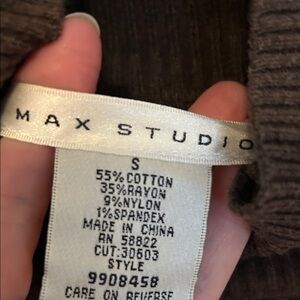 MAX STUDIO
S
55%COTTON
35%RAYON
9%NYLON
1%SPANDEX
MADE IN CHINA
RN 58822
CUT:30603
STYLE
9908458
CARE ON REVERSE